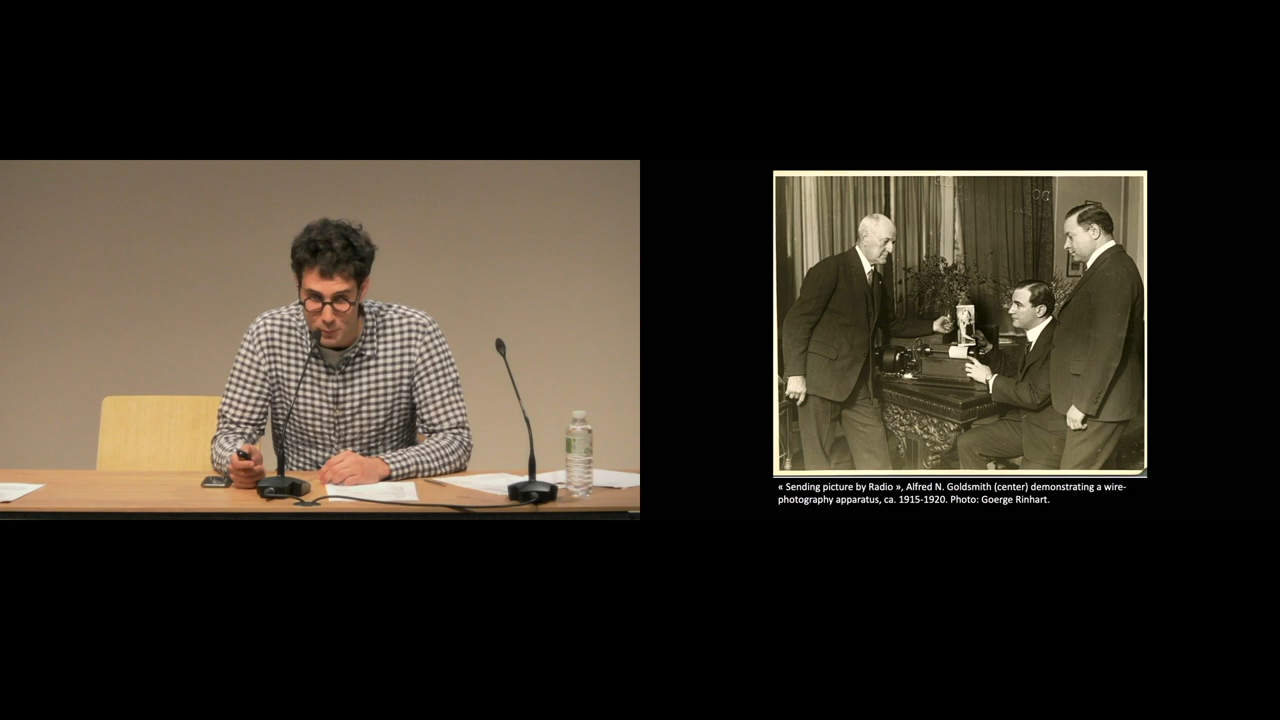 « Sending picture by Radio », Alfred N. Goldsmith (center) demonstrating a wire-
photography apparatus, ca. 1915-1920. Photo: Goerge Rinhart.